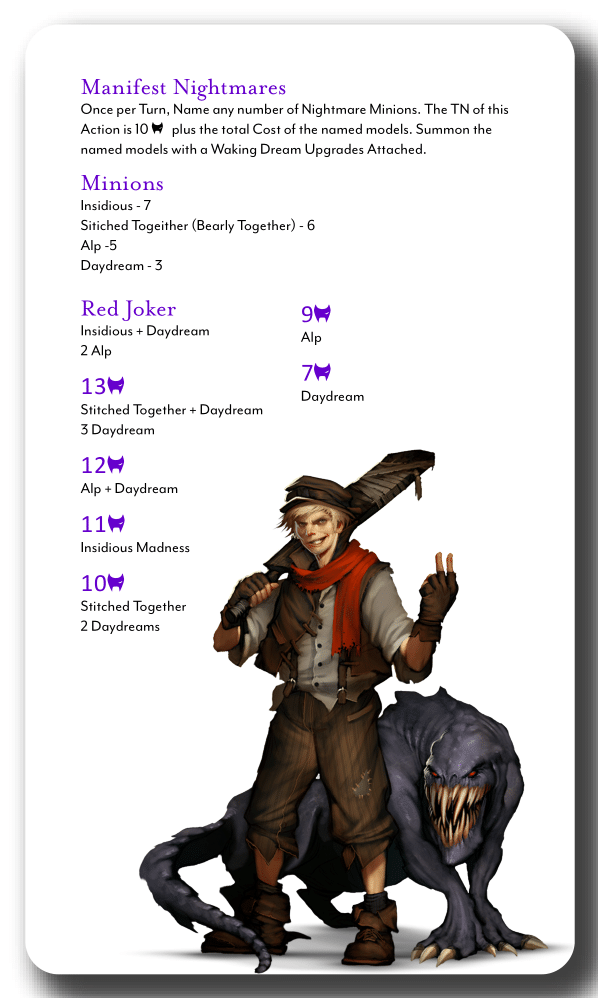 Manifest Nightmares
Once per Turn, Name any number of Nightmare Minions. The TN of this
Action is 10 plus the total Cost of the named models. Summon the
named models with a Waking Dream Upgrades Attached.
Minions
Insidious - 7
Sitiched Togeither (Bearly Together) - 6
Alp -5
Daydream - 3
Red Joker
Insidious + Daydream
2 Alp
13
Stitched Together + Daydream
3 Daydream
12
Alp + Daydream
11
Insidious Madness
10
Stitched Together
2 Daydreams
9
Alp
7
Daydream